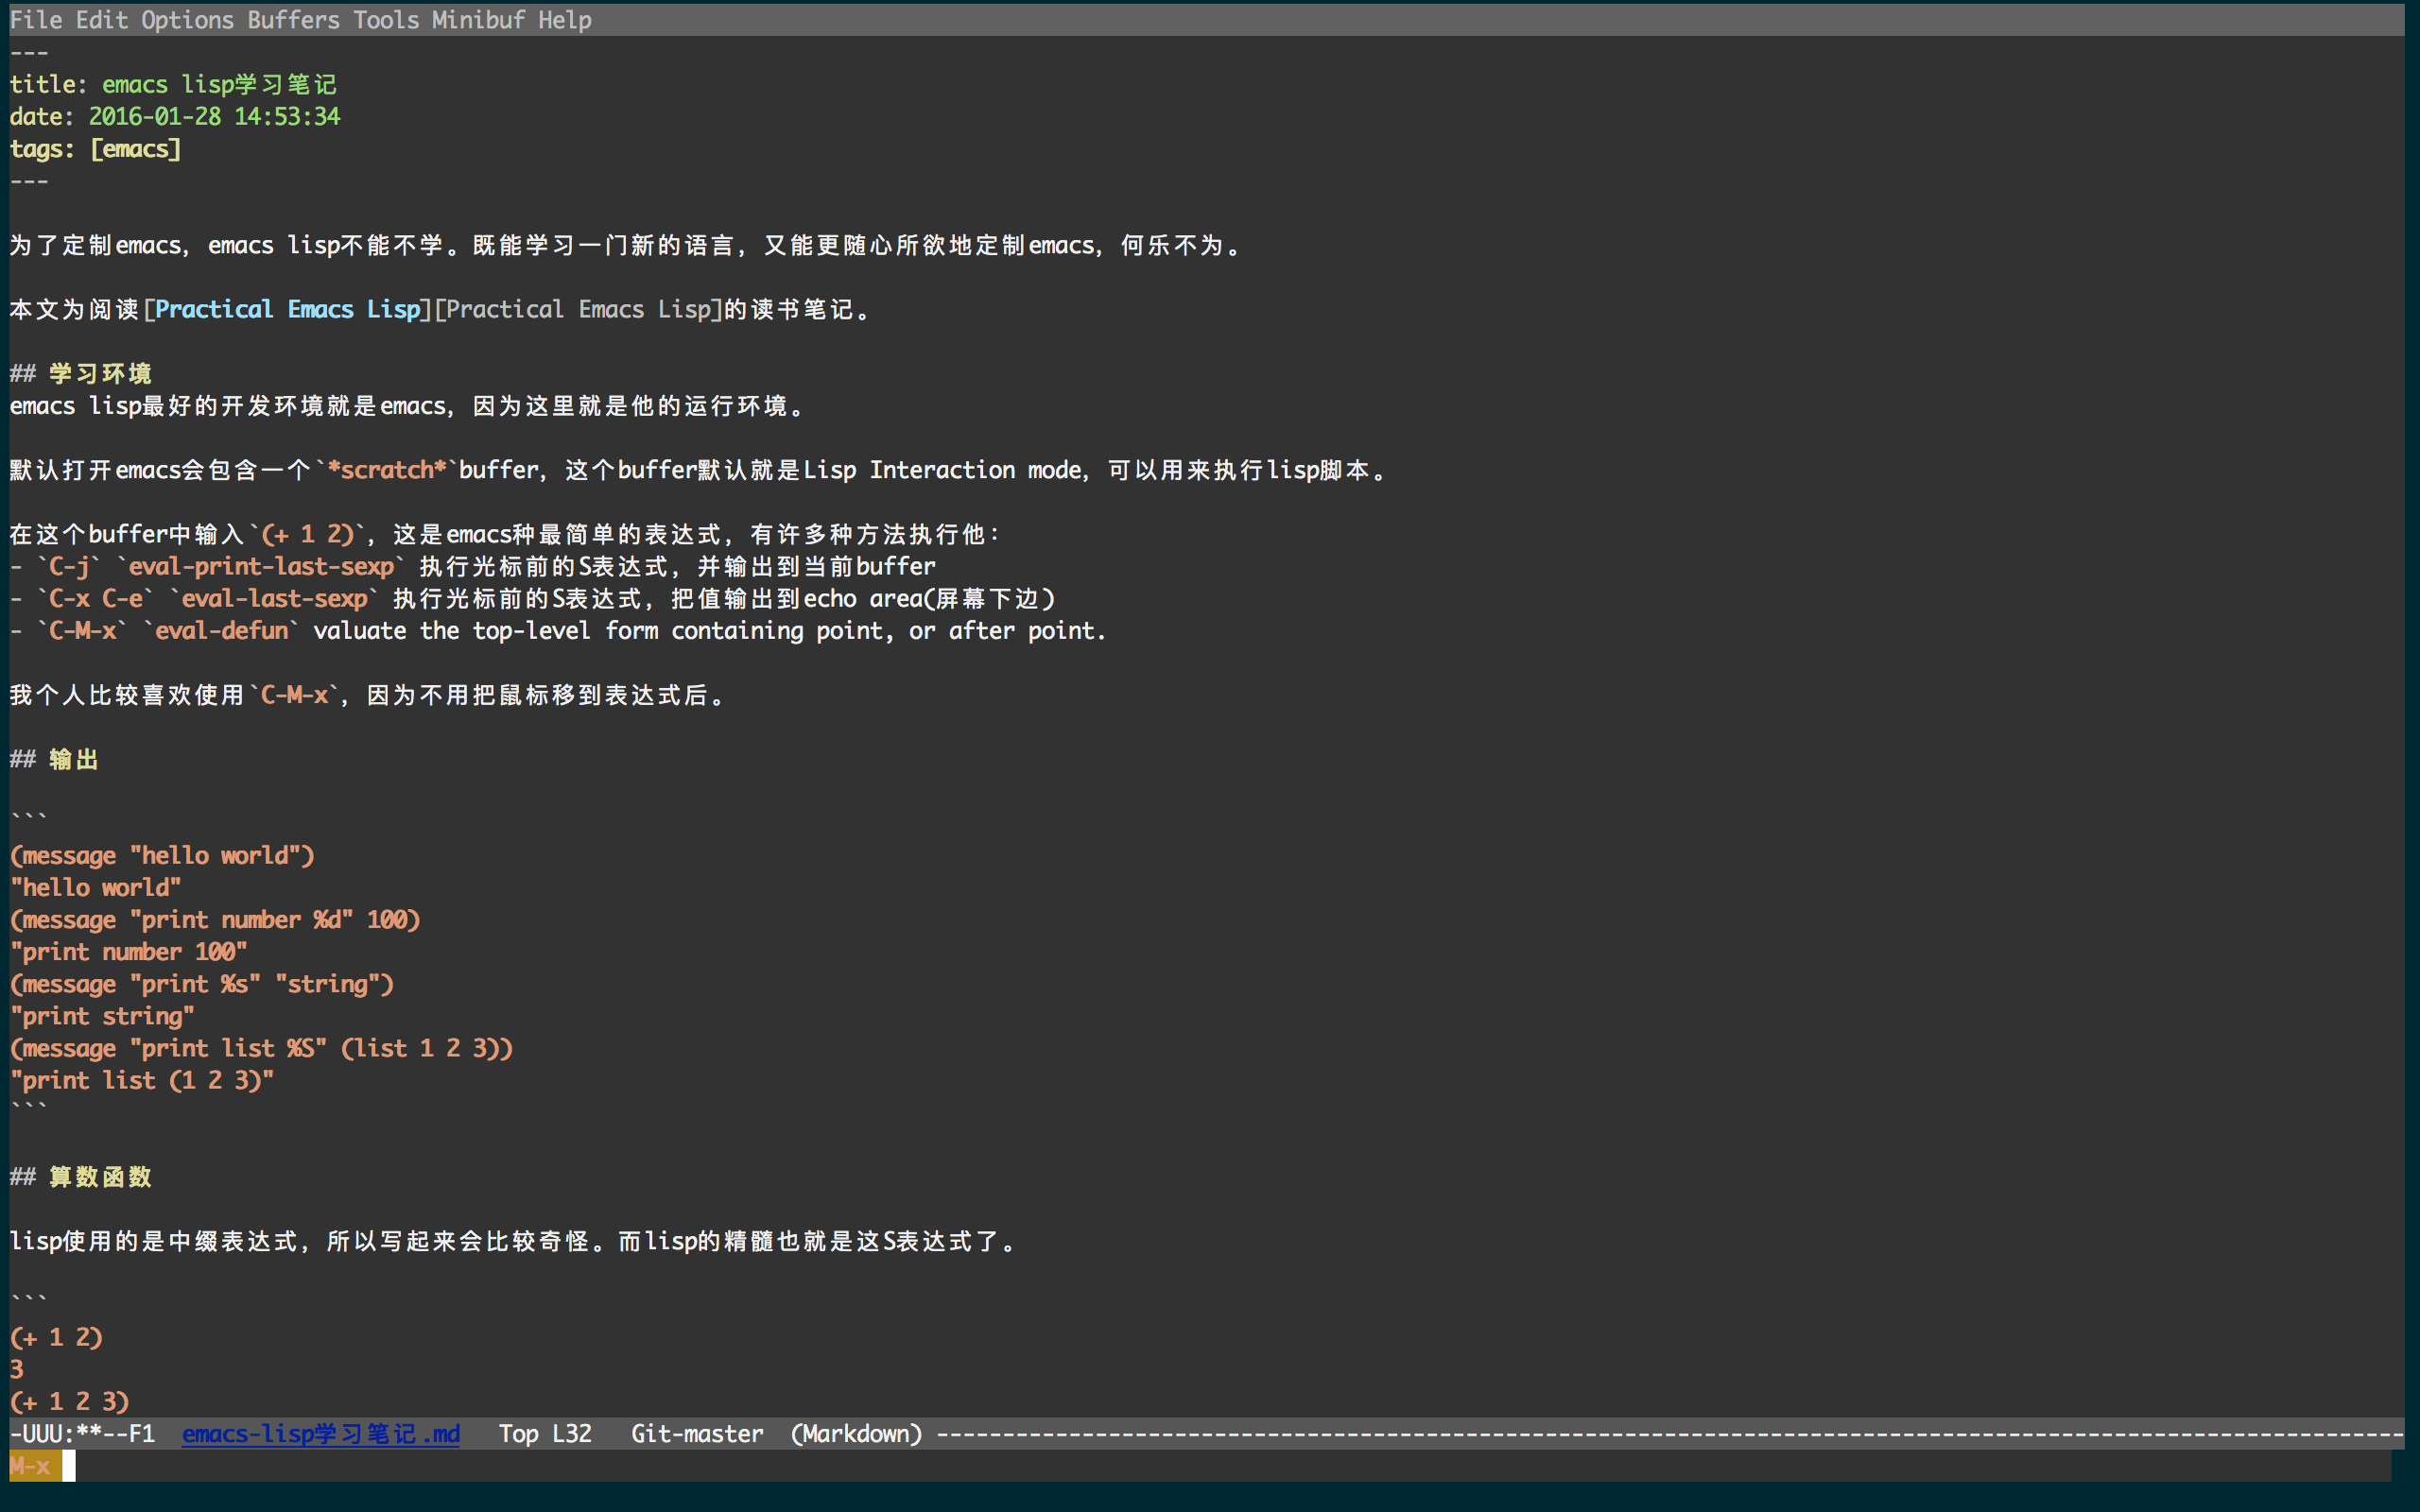 File Edit Options Buffers Tools Minibuf Help
---
title: emacs lisp学习笔记
date: 2016-01-28 14:53:34
tags: [emacs]
---
为了定制emacs, emacs lisp不能不学。既能学习一门新的语言, 又能更随心所欲地定制emacs, 何乐不为。
本文为阅读[Practical Emacs Lisp][Practical Emacs Lisp]的读书笔记。
## 学习环境
emacs lisp最好的开发环境就是emacs, 因为这里就是他的运行环境。
默认打开emacs会包含一个`*scratch*`buffer, 这个buffer默认就是Lisp Interaction mode, 可以用来执行lisp脚本。
在这个buffer中输入`(+ 1 2)`, 这是emacs种最简单的表达式, 有许多种方法执行他:
- `C-j` `eval-print-last-sexp` 执行光标前的S表达式, 并输出到当前buffer
- `C-x C-e` `eval-last-sexp` 执行光标前的S表达式, 把值输出到echo area(屏幕下边)
- `C-M-x` `eval-defun` valuate the top-level form containing point, or after point.
我个人比较喜欢使用`C-M-x`, 因为不用把鼠标移到表达式后。
## 输出
```
(message "hello world")
"hello world"
(message "print number %d" 100)
"print number 100"
(message "print %s" "string")
"print string"
(message "print list %S" (list 1 2 3))
"print list (1 2 3)"
```
## 算数函数
lisp使用的是中缀表达式, 所以写起来会比较奇怪。而lisp的精髓也就是这S表达式了。
```
(+ 1 2)
3
(+ 1 2 3)
-UUU:**--F1  emacs-lisp学习笔记.md   Top L32   Git-master  (Markdown) ---------------------------------------------------------------------------------------------------------------
M-x